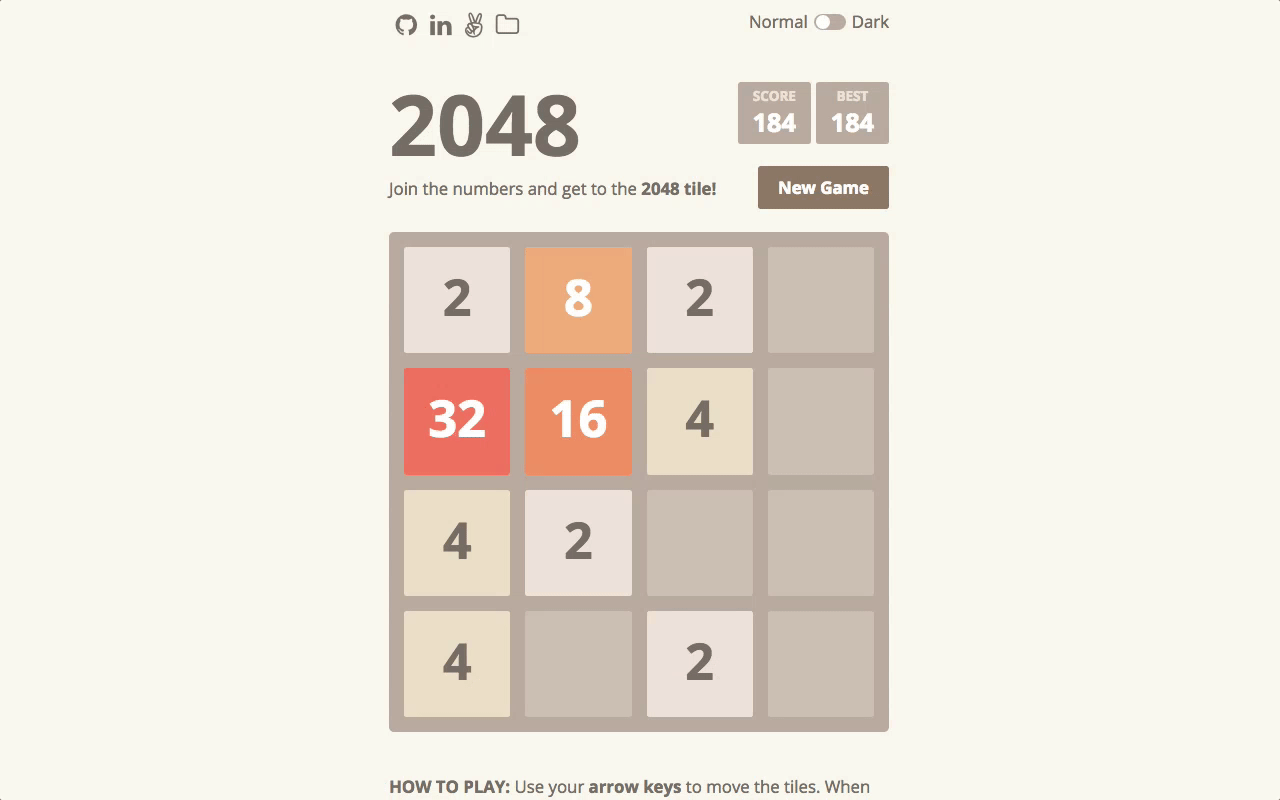 Normal Dark
2048
SCORE
184
BEST
184
Join the numbers and get to the 2048 tile!
New Game
2 8 2
32 16 4
4 2
4 2
HOW TO PLAY: Use your arrow keys to move the tiles. When